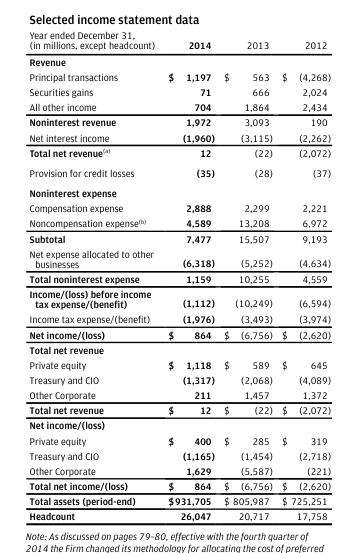 Selected income statement data
Year ended December 31,
(in millions, except headcount) 2014 2013 2012
Revenue
Principal transactions $ 1,197 $ 563 $ (4,268)
Securities gains 71 666 2,024
All other income 704 1,864 2,434
Noninterest revenue 1,972 3,093 190
Net interest income (1,960) (3,115) (2,262)
Total net revenue(a) 12 (22) (2,072)
Provision for credit losses (35) (28) (37)
Noninterest expense
Compensation expense 2,888 2,299 2,221
Noncompensation expense(b) 4,589 13,208 6,972
Subtotal 7,477 15,507 9,193
Net expense allocated to other
businesses (6,318) (5,252) (4,634)
Total noninterest expense 1,159 10,255 4,559
Income/(loss) before income
tax expense/(benefit) (1,112) (10,249) (6,594)
Income tax expense/(benefit) (1,976) (3,493) (3,974)
Net income/(loss) $ 864 $ (6,756) $ (2,620)
Total net revenue
Private equity $ 1,118 $ 589 $ 645
Treasury and CIO (1,317) (2,068) (4,089)
Other Corporate 211 1,457 1,372
Total net revenue $ 12 $ (22) $ (2,072)
Net income/(loss)
Private equity $ 400 $ 285 $ 319
Treasury and CIO (1,165) (1,454) (2,718)
Other Corporate 1,629 (5,587) (221)
Total net income/(loss) $ 864 $ (6,756) $ (2,620)
Total assets (period-end) $931,705 $ 805,987 $ 725,251
Headcount 26,047 20,717 17,758
Note: As discussed on pages 79–80, effective with the fourth quarter of
2014 the Firm changed its methodology for allocating the cost of preferred